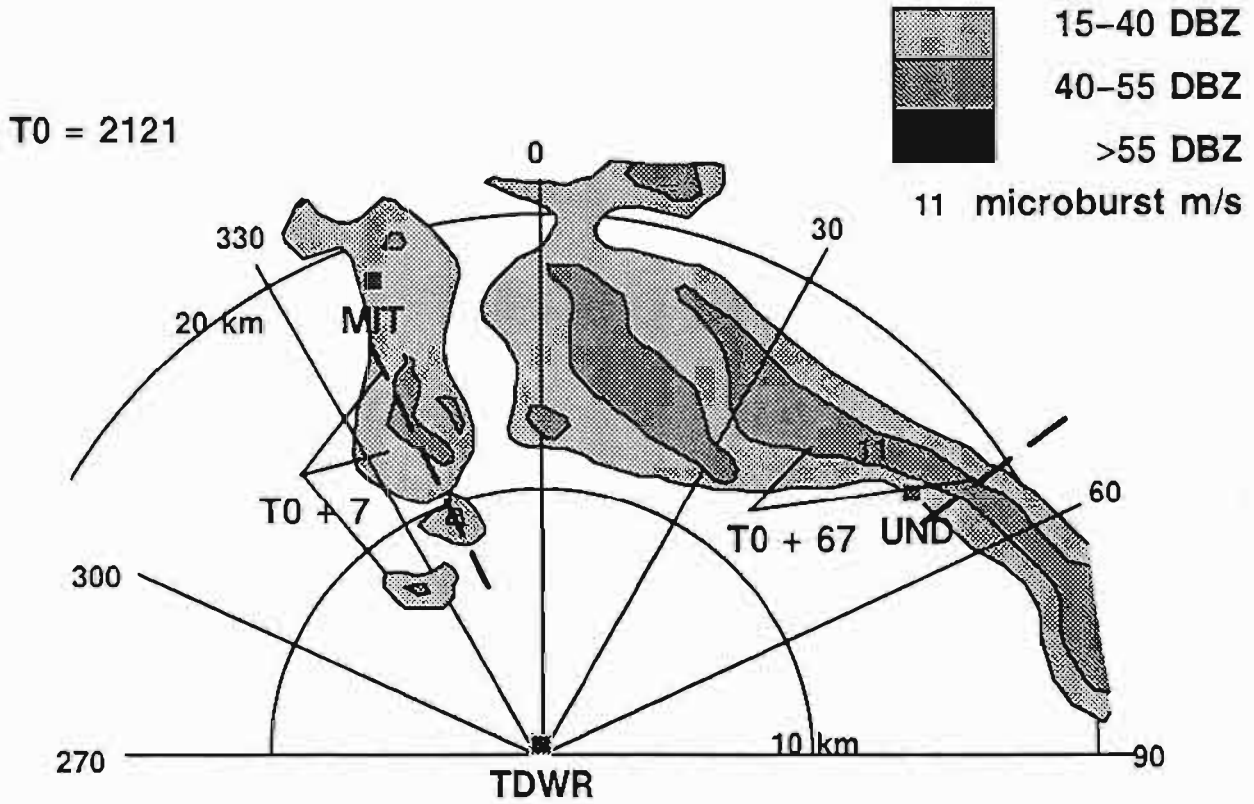 15–40 DBZ
40–55 DBZ
>55 DBZ
11 microburst m/s
T0 = 2121
0
330
30
20 km
MIT
11
T0 + 7
T0 + 67
UND
60
300
270
10 km
90
TDWR